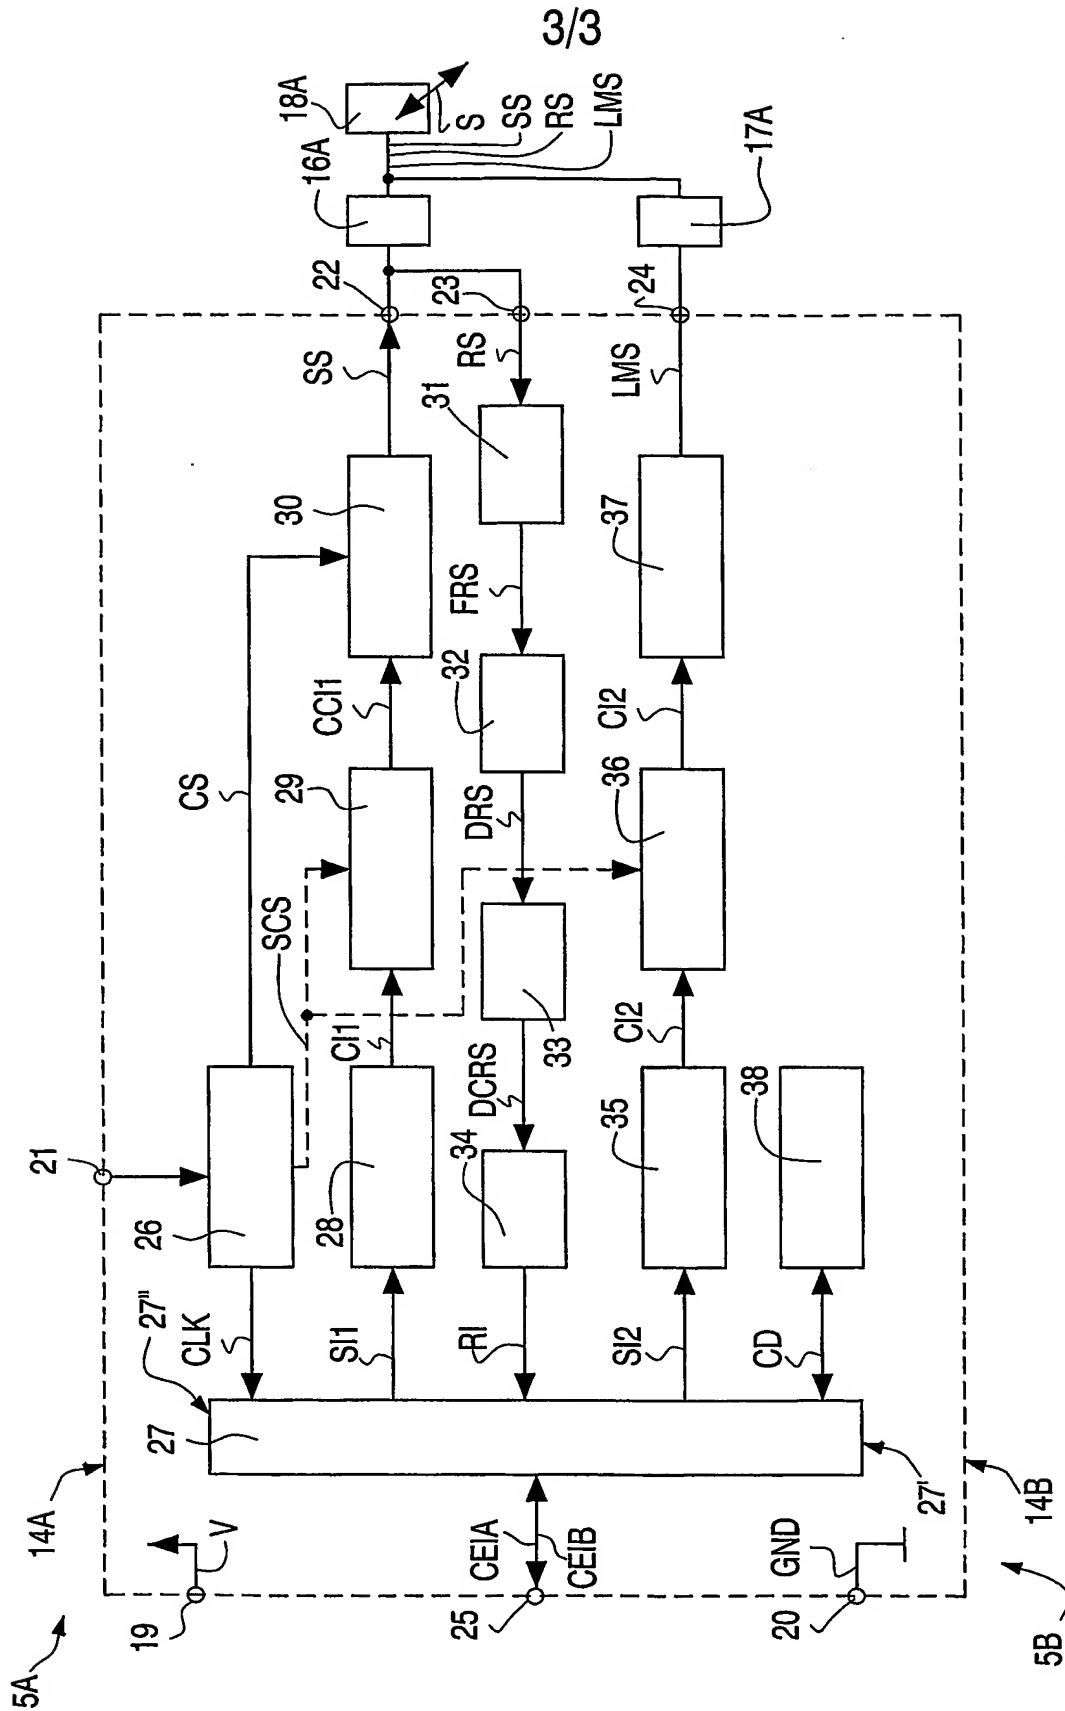 3/3
18A
S
SS
RS
LMS
16A
17A
22
23
24
SS
RS
LMS
31
30
37
FRS
32
CCI1
CI2
CS
29
DRS
36
SCS
CI1
33
CI2
DCRS
21
26
28
34
35
38
27'''
CLK
SI1
RI
SI2
CD
27
27'
14A
14B
V
CEIA
CEIB
GND
19
25
20
5A
5B